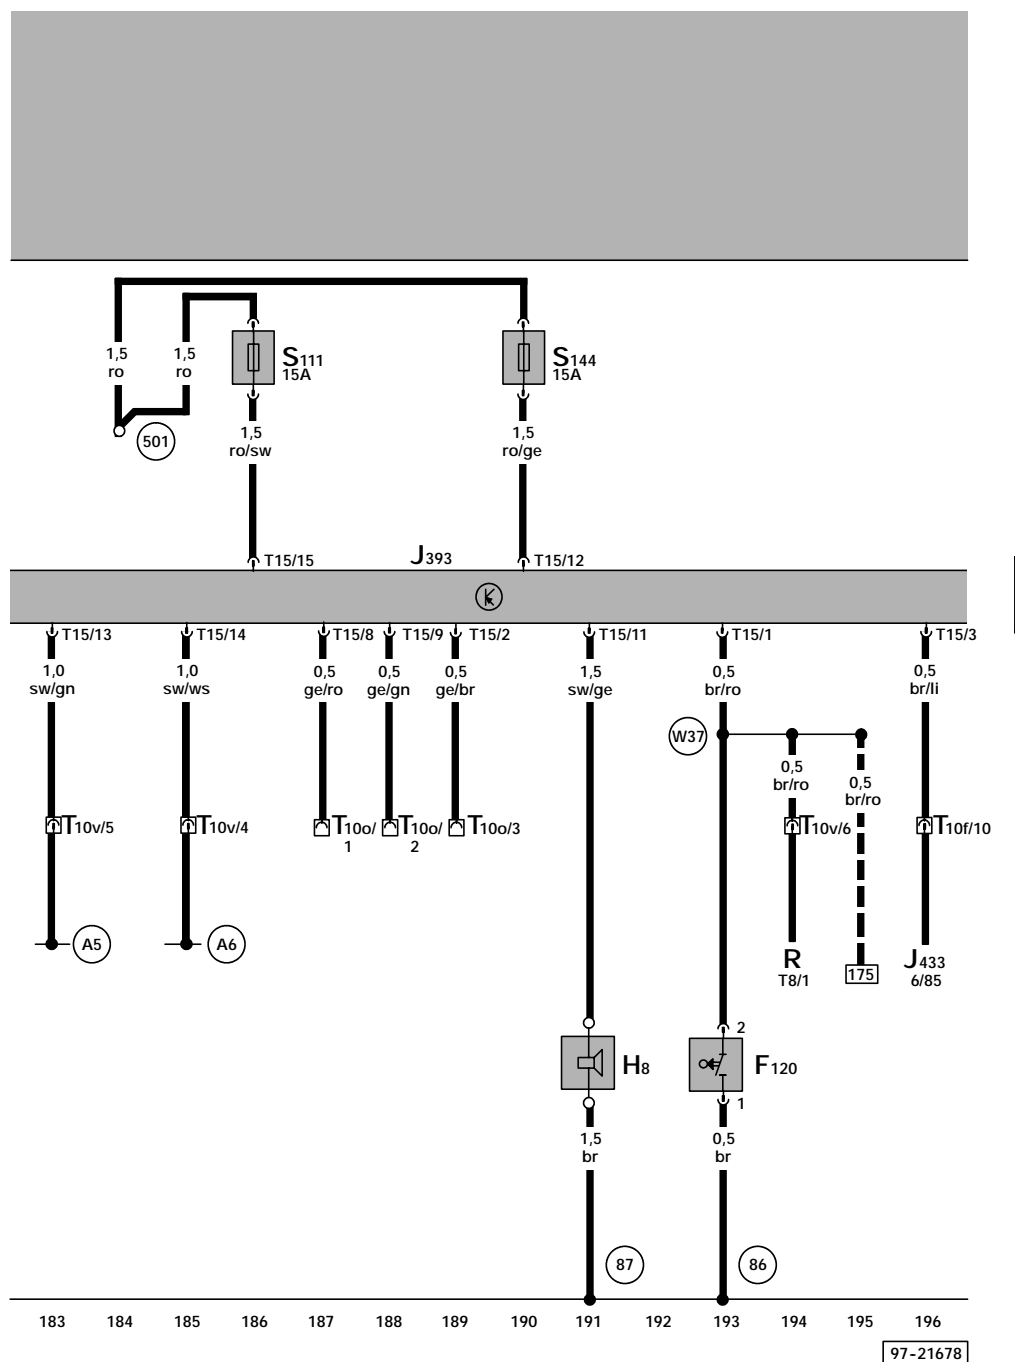 1,5
ro
1,5
ro
S111
15A
S144
15A
501
1,5
ro/sw
1,5
ro/ge
T15/15
J393
T15/12
T15/13
T15/14
T15/8
T15/9
T15/2
T15/11
T15/1
T15/3
1,0
sw/gn
1,0
sw/ws
0,5
ge/ro
0,5
ge/gn
0,5
ge/br
1,5
sw/ge
0,5
br/ro
0,5
br/li
W37
0,5
br/ro
0,5
br/ro
T10v/5
T10v/4
T10o/
1
T10o/
2
T10o/3
T10v/6
T10f/10
A5
A6
R
T8/1
175
J433
6/85
2
H8
F120
1
1,5
br
0,5
br
87
86
183 184 185 186 187 188 189 190 191 192 193 194 195 196
97-21678